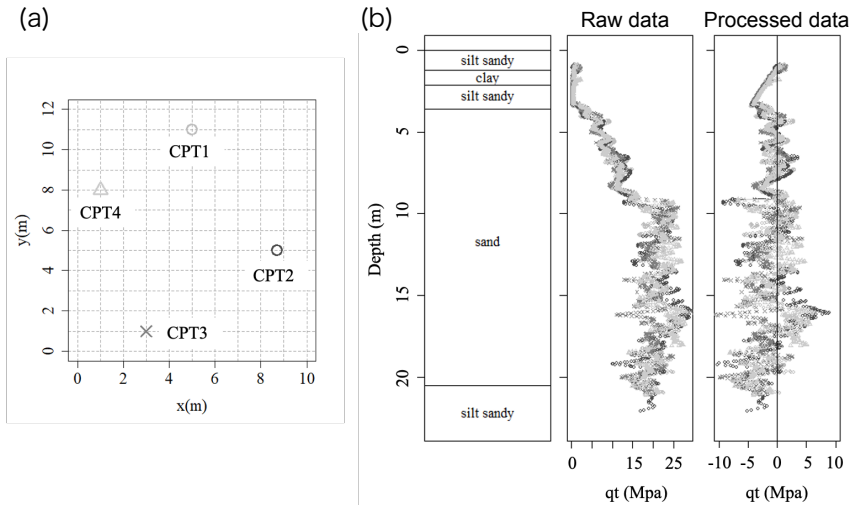 (a)
12
10
8
6
4
2
0
y(m)
CPT1
CPT4
CPT2
CPT3
0 2 4 6 8 10
x(m)
(b)
Raw data
Processed data
0
5
10
15
20
Depth (m)
silt sandy
clay
silt sandy
sand
silt sandy
0 15 25
qt (Mpa)
-10 -5 0 5 10
qt (Mpa)